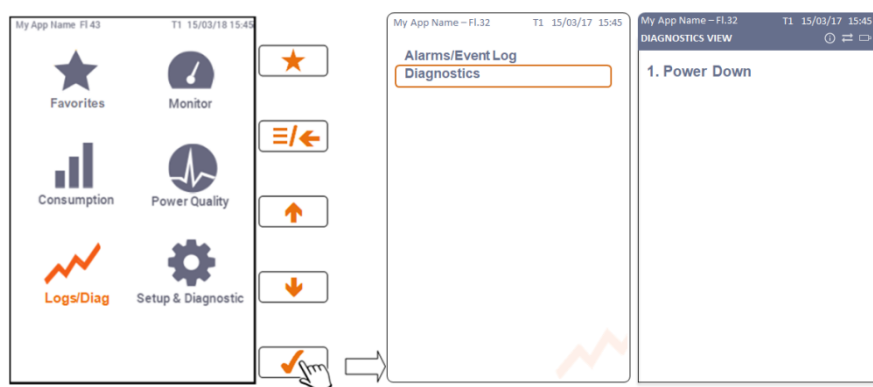 My App Name Fl 43 T1 15/03/18 15:45
Favorites Monitor
Consumption Power Quality
Logs/Diag Setup & Diagnostic
My App Name – Fl.32 T1 15/03/17 15:45
Alarms/Event Log
Diagnostics
My App Name – Fl.32 T1 15/03/17 15:45
DIAGNOSTICS VIEW
1. Power Down